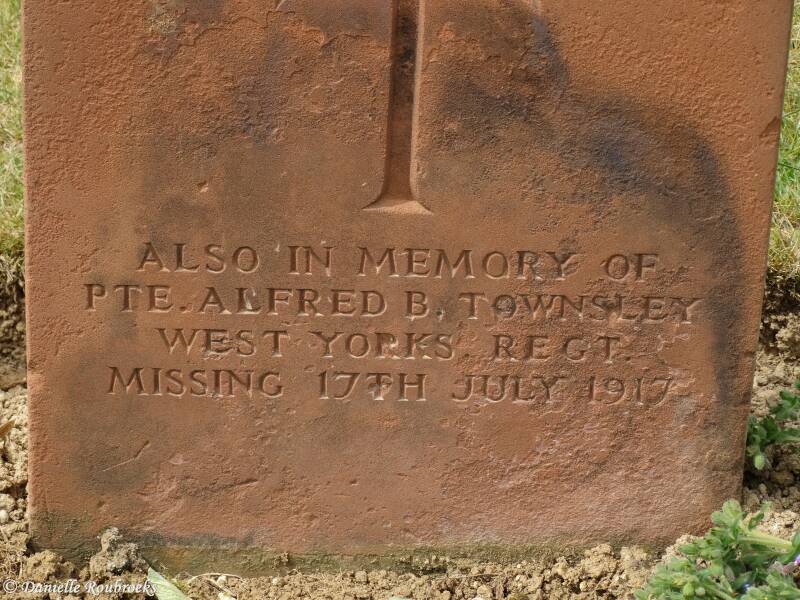 ALSO IN MEMORY OF
PTE. ALFRED B. TOWNSLEY
WEST YORKS REGT.
MISSING 17TH JULY 1917
© Danielle Roubroeks